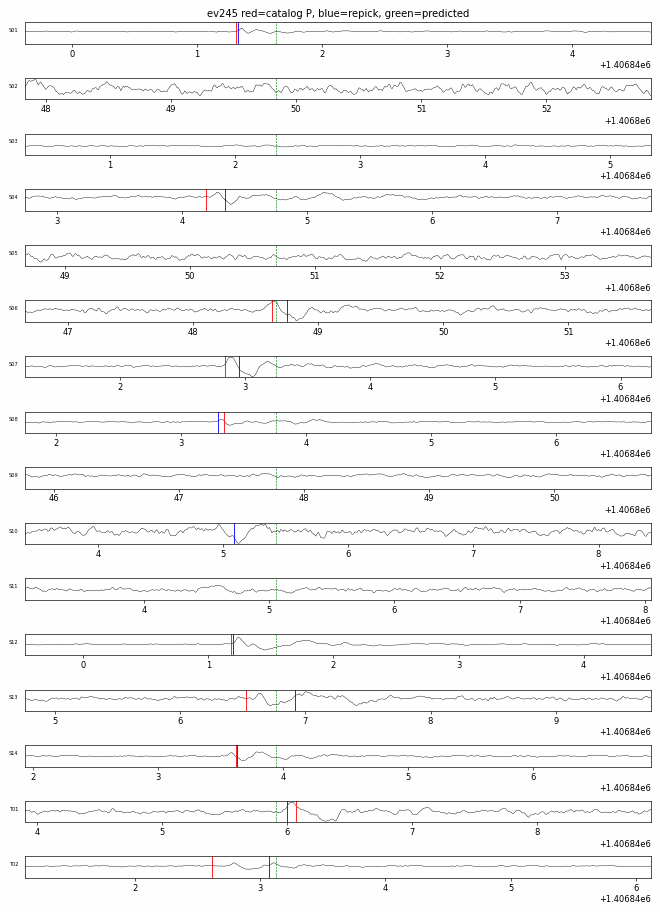 ev245 red=catalog P, blue=repick, green=predicted
S01
0 1 2 3 4
+1.40684e6
S02
48 49 50 51 52
+1.4068e6
S03
1 2 3 4 5
+1.40684e6
S04
3 4 5 6 7
+1.40684e6
S05
49 50 51 52 53
+1.4068e6
S06
47 48 49 50 51
+1.4068e6
S07
2 3 4 5 6
+1.40684e6
S08
2 3 4 5 6
+1.40684e6
S09
46 47 48 49 50
+1.4068e6
S10
4 5 6 7 8
+1.40684e6
S11
4 5 6 7 8
+1.40684e6
S12
0 1 2 3 4
+1.40684e6
S13
5 6 7 8 9
+1.40684e6
S14
2 3 4 5 6
+1.40684e6
T01
4 5 6 7 8
+1.40684e6
T02
2 3 4 5 6
+1.40684e6